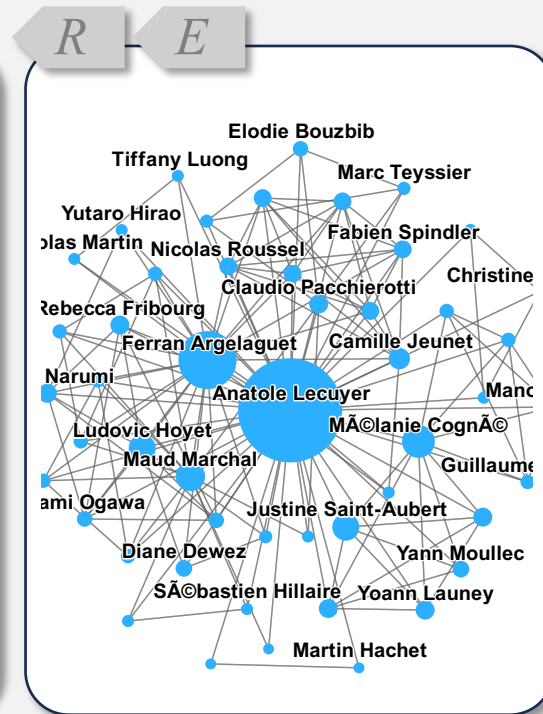 R E
Elodie Bouzbib
Tiffany Luong
Marc Teyssier
Yutaro Hirao
Fabien Spindler
olas Martin
Nicolas Roussel
Christine
Claudio Pacchierotti
Rebecca Fribourg
Ferran Argelaguet
Camille Jeunet
Narumi
Anatole Lecuyer
Mano
MÃ©lanie CognÃ©
Ludovic Hoyet
Maud Marchal
Guillaume
ami Ogawa
Justine Saint-Aubert
Diane Dewez
Yann Moullec
SÃ©bastien Hillaire
Yoann Launey
Martin Hachet